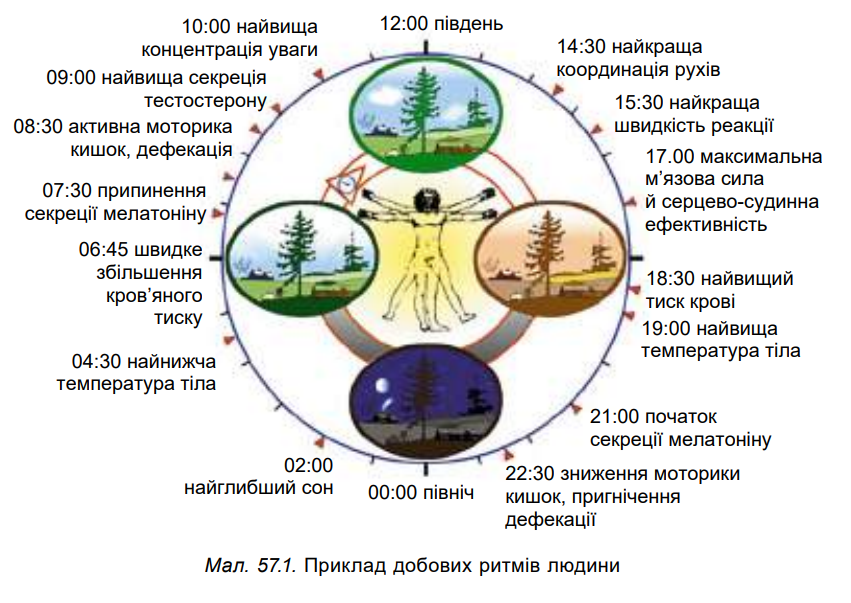 10:00 найвища
концентрація уваги
12:00 південь
14:30 найкраща
координація рухів
09:00 найвища секреція
тестостерону
15:30 найкраща
швидкість реакції
08:30 активна моторика
кишок, дефекація
17.00 максимальна
м’язова сила
й серцево-судинна
ефективність
07:30 припинення
секреції мелатоніну
06:45 швидке
збільшення
кров’яного
тиску
18:30 найвищий
тиск крові
19:00 найвища
температура тіла
04:30 найнижча
температура тіла
21:00 початок
секреції мелатоніну
02:00
найглибший сон
00:00 північ
22:30 зниження моторики
кишок, пригнічення
дефекації
Мал. 57.1. Приклад добових ритмів людини